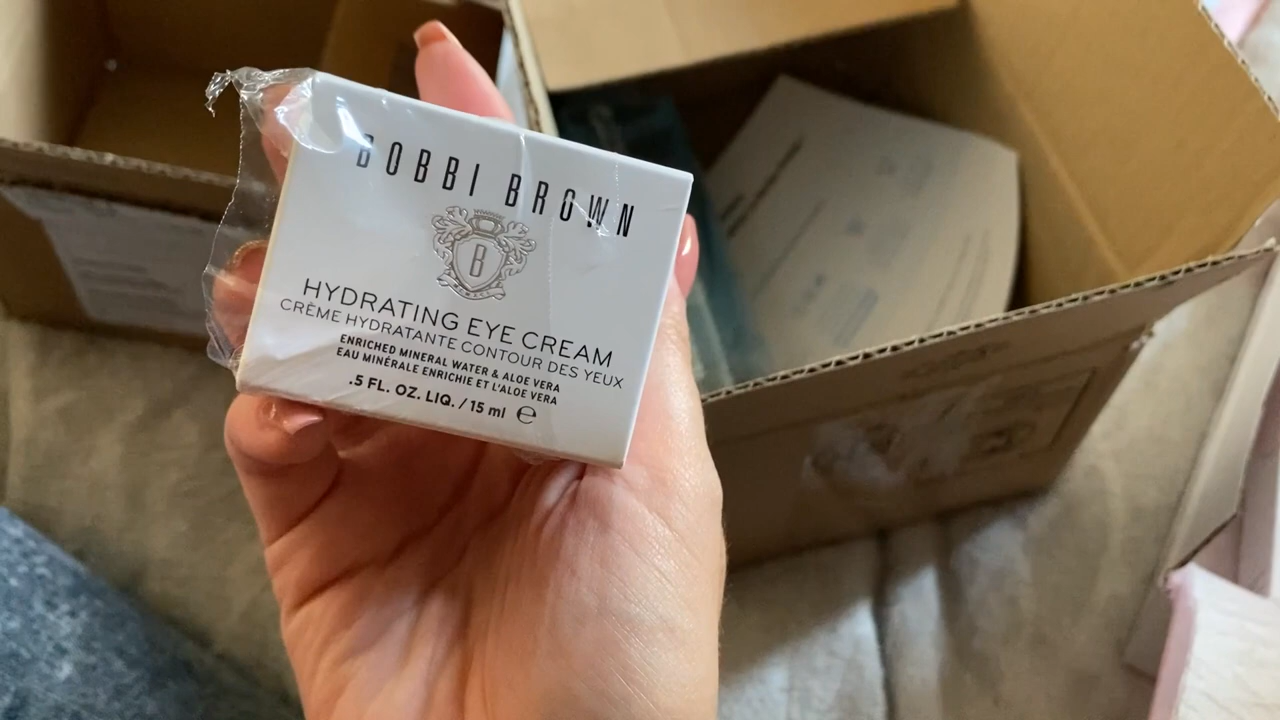 BOBBI BROWN
B
HYDRATING EYE CREAM
CRÈME HYDRATANTE CONTOUR DES YEUX
ENRICHED MINERAL WATER & ALOE VERA
EAU MINÉRALE ENRICHIE ET L'ALOE VERA
.5 FL. OZ. LIQ. / 15 ml ℮